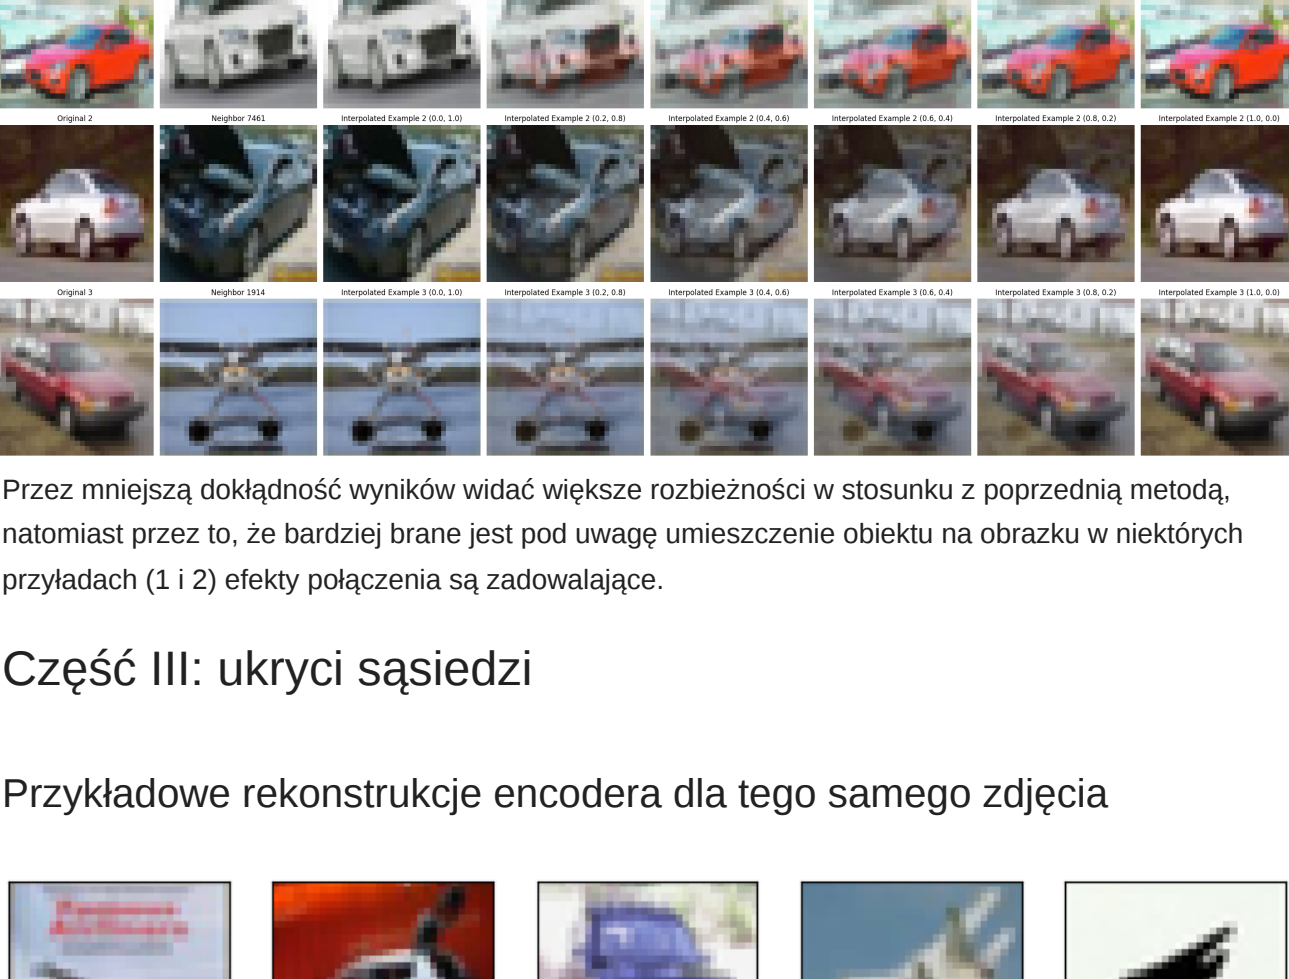 Original 2 Neighbor 7461 Interpolated Example 2 (0.0, 1.0) Interpolated Example 2 (0.2, 0.8) Interpolated Example 2 (0.4, 0.6) Interpolated Example 2 (0.6, 0.4) Interpolated Example 2 (0.8, 0.2) Interpolated Example 2 (1.0, 0.0)
Original 3 Neighbor 1914 Interpolated Example 3 (0.0, 1.0) Interpolated Example 3 (0.2, 0.8) Interpolated Example 3 (0.4, 0.6) Interpolated Example 3 (0.6, 0.4) Interpolated Example 3 (0.8, 0.2) Interpolated Example 3 (1.0, 0.0)
Przez mniejszą dokłądność wyników widać większe rozbieżności w stosunku z poprzednią metodą,
natomiast przez to, że bardziej brane jest pod uwagę umieszczenie obiektu na obrazku w niektórych
przyładach (1 i 2) efekty połączenia są zadowalające.
Część III: ukryci sąsiedzi
Przykładowe rekonstrukcje encodera dla tego samego zdjęcia